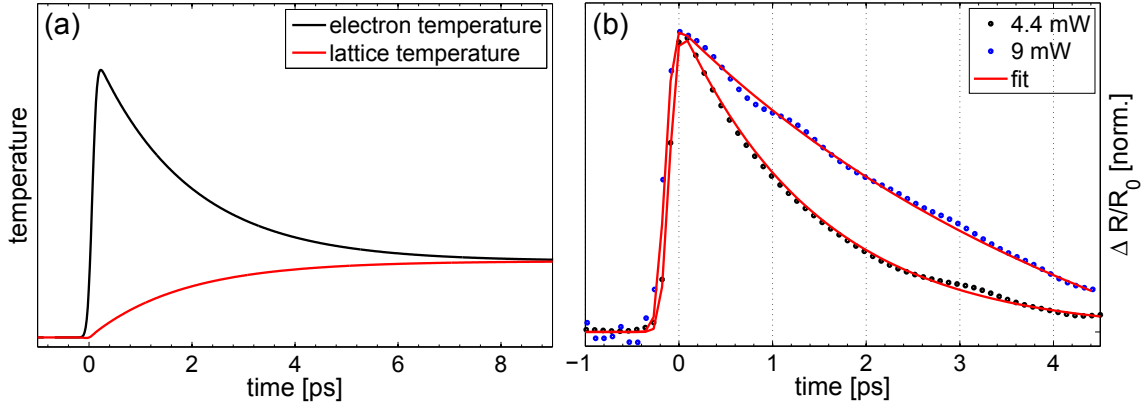 (a)
electron temperature
lattice temperature
temperature
0 2 4 6 8
time [ps]
(b)
4.4 mW
9 mW
fit
Δ R/R0 [norm.]
−1 0 1 2 3 4
time [ps]